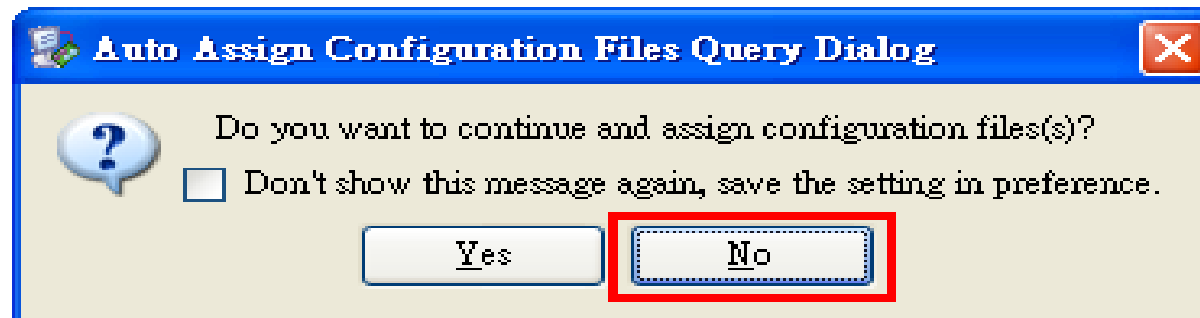 Auto Assign Configuration Files Query Dialog
Do you want to continue and assign configuration files(s)?
Don't show this message again, save the setting in preference.
Yes No